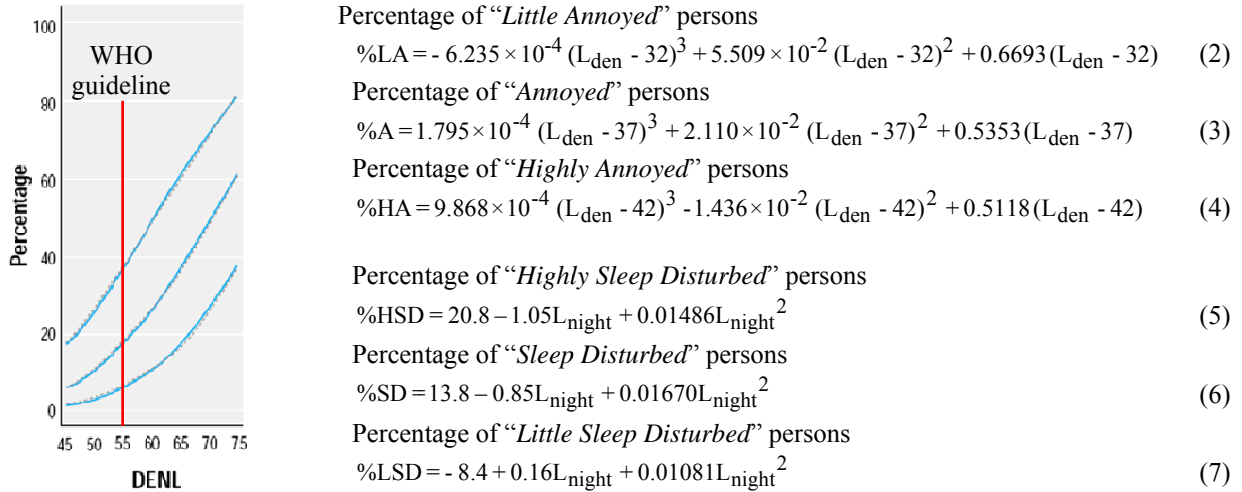 100
80
60
40
20
0
Percentage
WHO
guideline
45 50 55 60 65 70 75
DENL
Percentage of “Little Annoyed” persons
%LA = - 6.235 × 10^-4 (L_den - 32)^3 + 5.509 × 10^-2 (L_den - 32)^2 + 0.6693 (L_den - 32) (2)
Percentage of “Annoyed” persons
%A = 1.795 × 10^-4 (L_den - 37)^3 + 2.110 × 10^-2 (L_den - 37)^2 + 0.5353 (L_den - 37) (3)
Percentage of “Highly Annoyed” persons
%HA = 9.868 × 10^-4 (L_den - 42)^3 - 1.436 × 10^-2 (L_den - 42)^2 + 0.5118 (L_den - 42) (4)
Percentage of “Highly Sleep Disturbed” persons
%HSD = 20.8 – 1.05L_night + 0.01486L_night^2 (5)
Percentage of “Sleep Disturbed” persons
%SD = 13.8 – 0.85L_night + 0.01670L_night^2 (6)
Percentage of “Little Sleep Disturbed” persons
%LSD = - 8.4 + 0.16L_night + 0.01081L_night^2 (7)